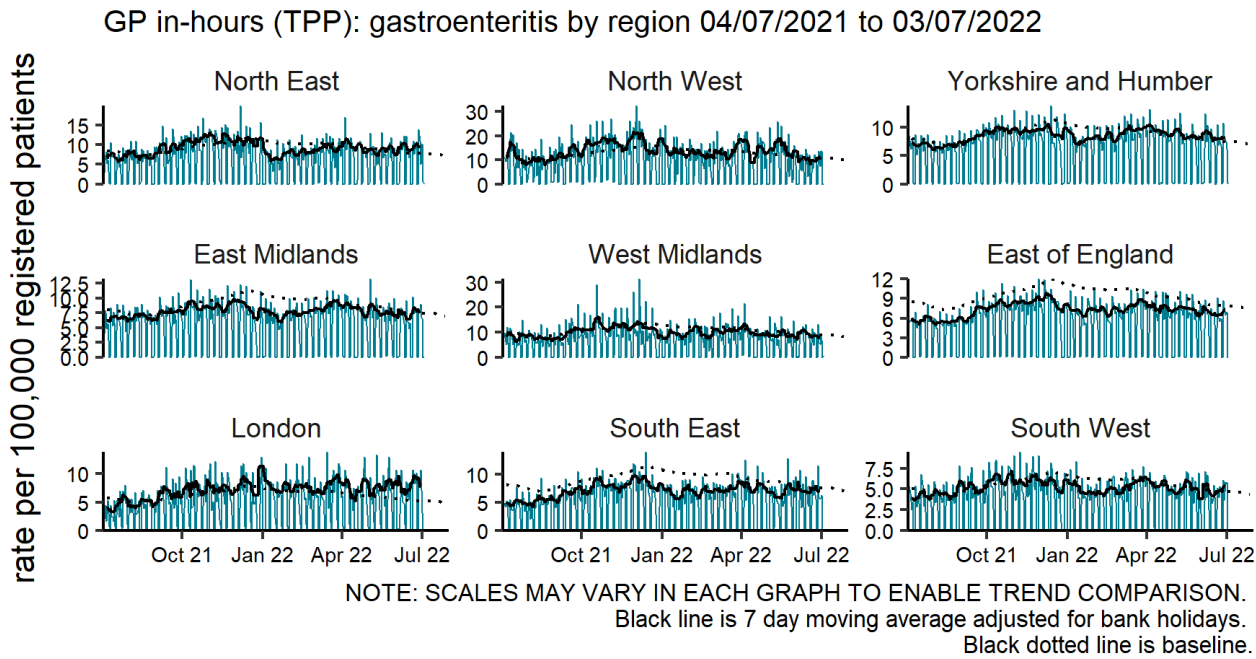 GP in-hours (TPP): gastroenteritis by region 04/07/2021 to 03/07/2022
rate per 100,000 registered patients
North East
15
10
5
0
North West
30
20
10
0
Yorkshire and Humber
10
5
0
East Midlands
12.5
10.0
7.5
5.0
2.5
0.0
West Midlands
30
20
10
0
East of England
12
9
6
3
0
London
10
5
0
Oct 21 Jan 22 Apr 22 Jul 22
South East
10
5
0
Oct 21 Jan 22 Apr 22 Jul 22
South West
7.5
5.0
2.5
0.0
Oct 21 Jan 22 Apr 22 Jul 22
NOTE: SCALES MAY VARY IN EACH GRAPH TO ENABLE TREND COMPARISON.
Black line is 7 day moving average adjusted for bank holidays.
Black dotted line is baseline.